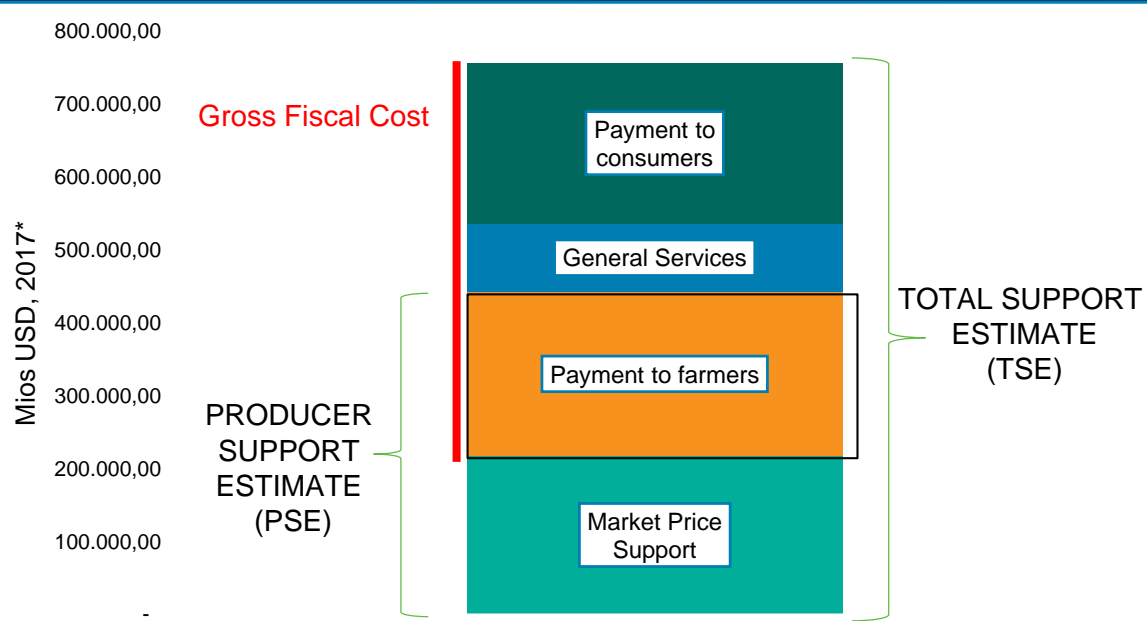 800.000,00
700.000,00
600.000,00
500.000,00
400.000,00
300.000,00
200.000,00
100.000,00
-
Mios USD, 2017*
Gross Fiscal Cost
PRODUCER
SUPPORT
ESTIMATE
(PSE)
Payment to
consumers
General Services
Payment to farmers
Market Price
Support
TOTAL SUPPORT
ESTIMATE
(TSE)